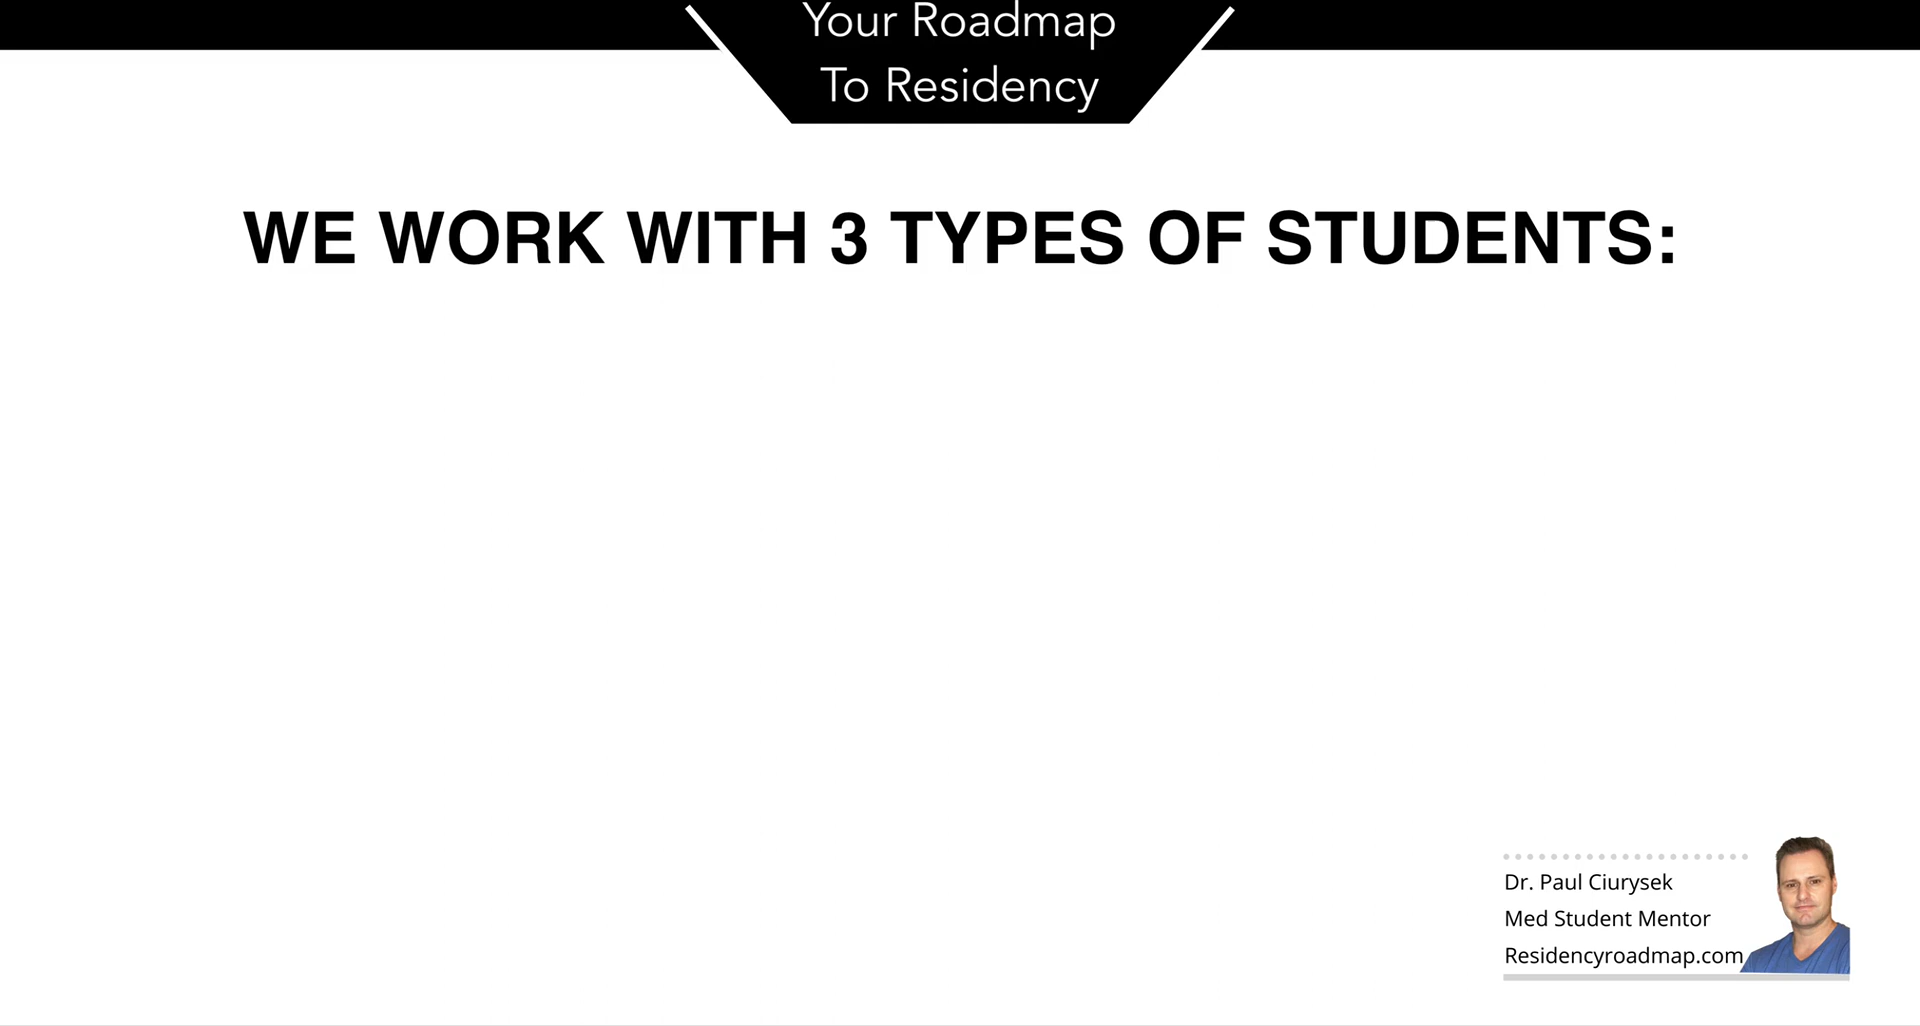 Your Roadmap
To Residency
WE WORK WITH 3 TYPES OF STUDENTS:
Dr. Paul Ciurysek
Med Student Mentor
Residencyroadmap.com